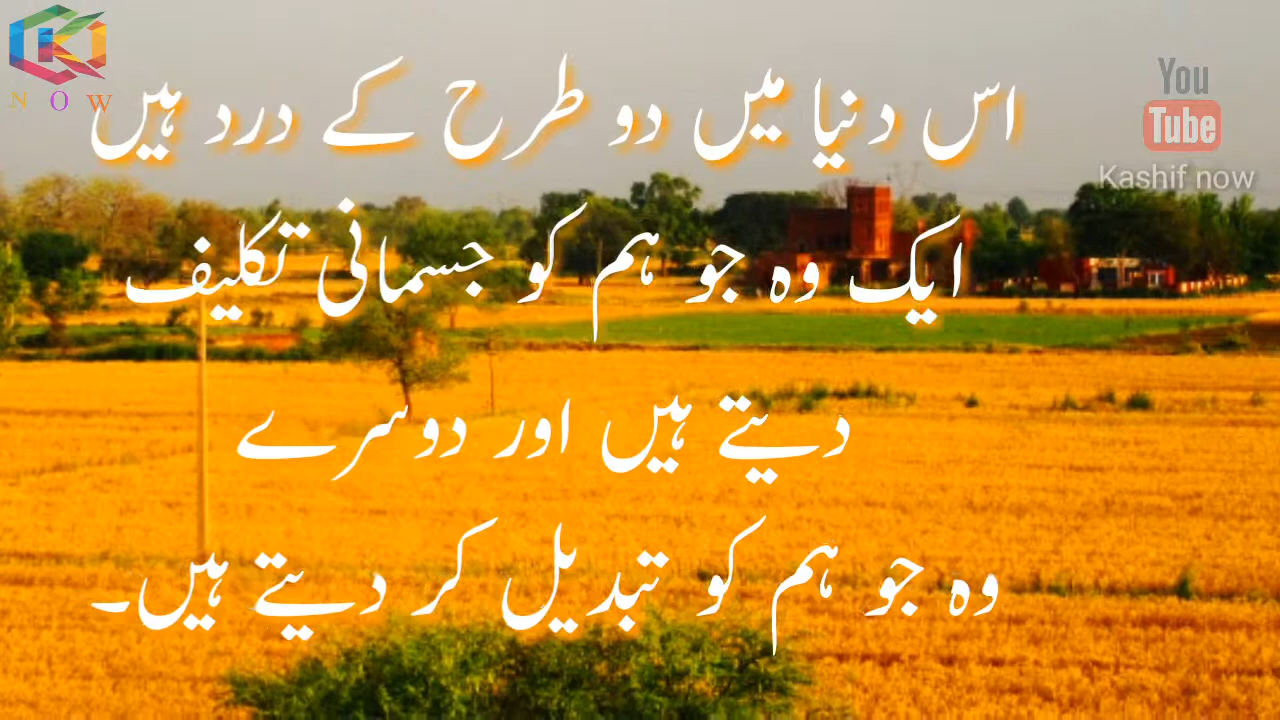 اس دنیا میں دو طرح کے درد ہیں
ایک وہ جو ہم کو جسمانی تکلیف
دیتے ہیں اور دوسرے
وہ جو ہم کو تبدیل کر دیتے ہیں۔
NOW
You
Tube
Kashif now